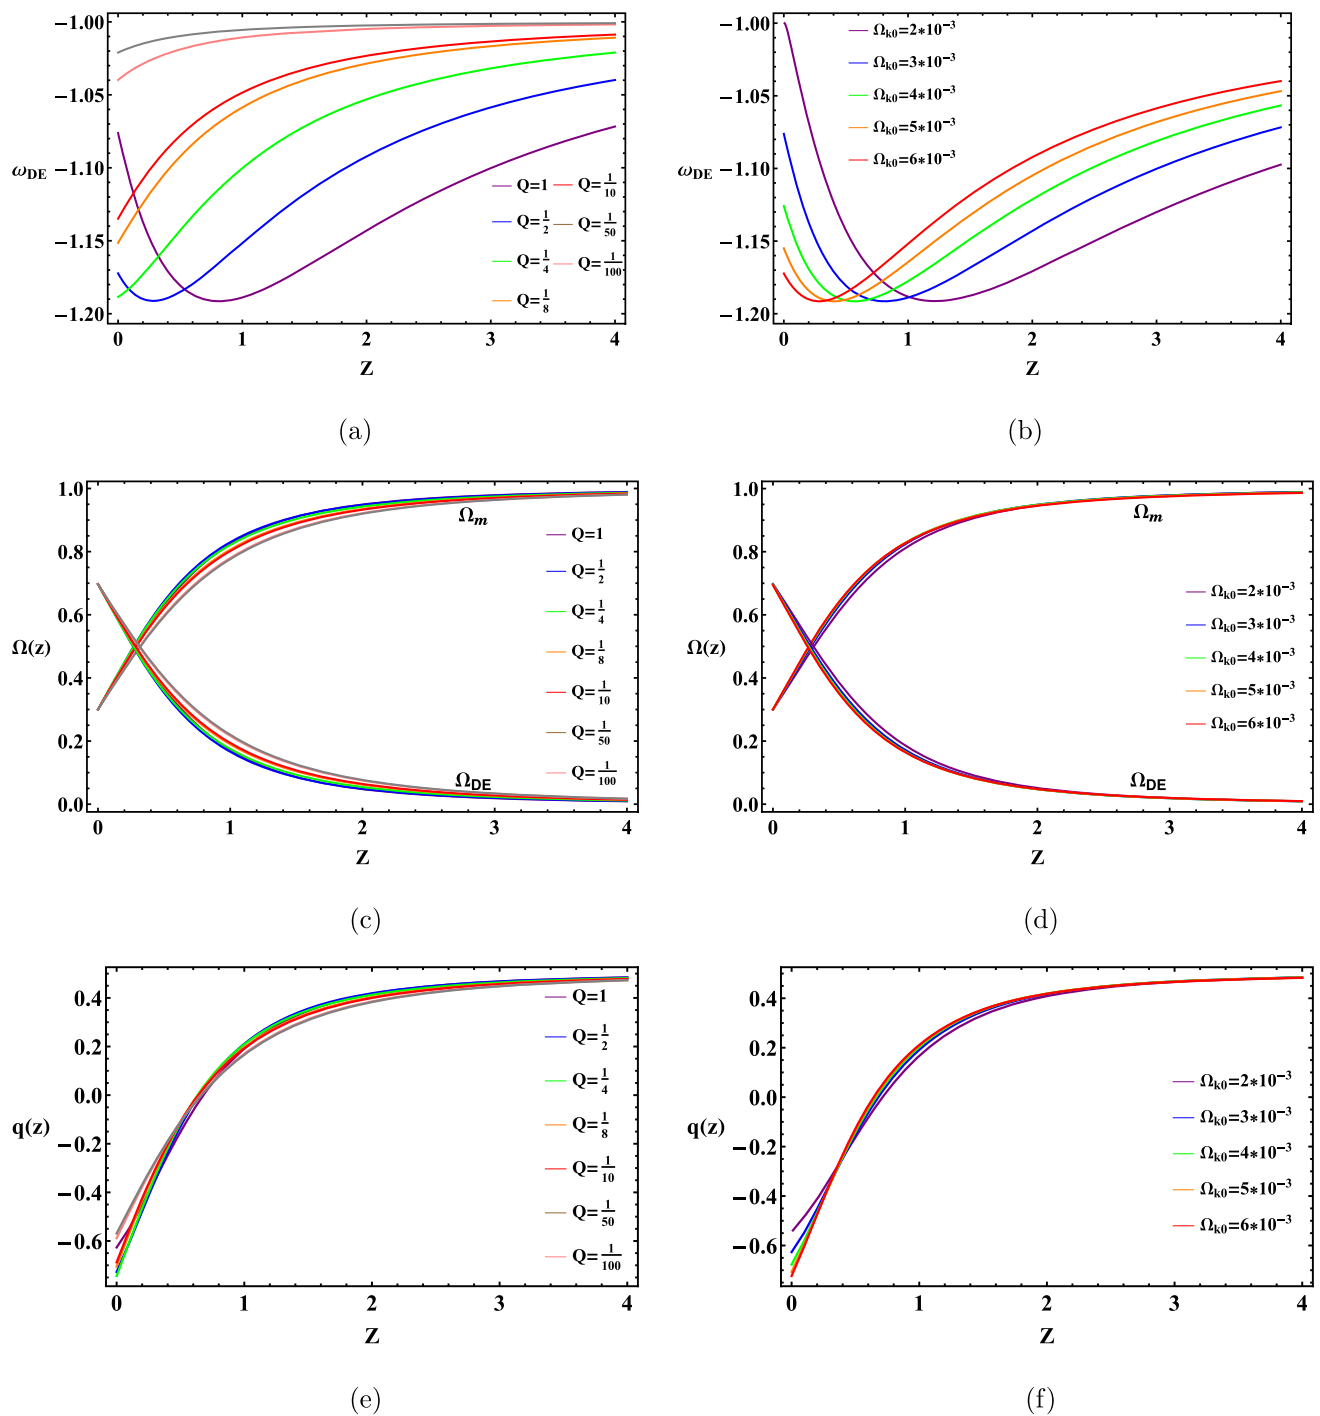 −1.00
−1.05
ω_DE −1.10
−1.15
−1.20
0 1 2 3 4
Z
Q=1 Q=1/10
Q=1/2 Q=1/50
Q=1/4 Q=1/100
Q=1/8
(a)
−1.00
−1.05
ω_DE −1.10
−1.15
−1.20
0 1 2 3 4
Z
Ω_k0=2*10⁻³
Ω_k0=3*10⁻³
Ω_k0=4*10⁻³
Ω_k0=5*10⁻³
Ω_k0=6*10⁻³
(b)
1.0
0.8
0.6
Ω(z)
0.4
0.2
0.0
0 1 2 3 4
Z
Ω_m
Q=1
Q=1/2
Q=1/4
Q=1/8
Q=1/10
Q=1/50
Q=1/100
Ω_DE
(c)
1.0
0.8
0.6
Ω(z)
0.4
0.2
0.0
0 1 2 3 4
Z
Ω_m
Ω_k0=2*10⁻³
Ω_k0=3*10⁻³
Ω_k0=4*10⁻³
Ω_k0=5*10⁻³
Ω_k0=6*10⁻³
Ω_DE
(d)
0.4
0.2
0.0
q(z)
−0.2
−0.4
−0.6
0 1 2 3 4
Z
Q=1
Q=1/2
Q=1/4
Q=1/8
Q=1/10
Q=1/50
Q=1/100
(e)
0.4
0.2
0.0
q(z)
−0.2
−0.4
−0.6
0 1 2 3 4
Z
Ω_k0=2*10⁻³
Ω_k0=3*10⁻³
Ω_k0=4*10⁻³
Ω_k0=5*10⁻³
Ω_k0=6*10⁻³
(f)